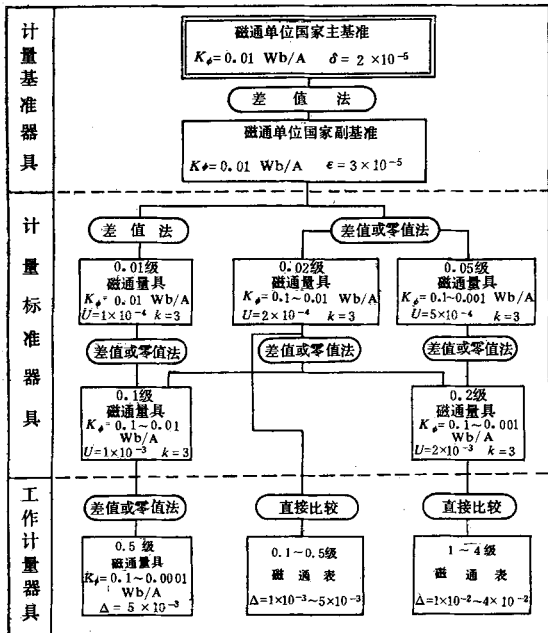 计量基准器具
磁通单位国家主基准
Kϕ=0.01 Wb/A δ=2×10⁻⁵
差值法
磁通单位国家副基准
Kϕ=0.01 Wb/A ϵ=3×10⁻⁵
计量标准器具
差值法
差值或零值法
0.01级
磁通量具
Kϕ=0.01 Wb/A
U=1×10⁻⁴ k=3
0.02级
磁通量具
Kϕ=0.1~0.01 Wb/A
U=2×10⁻⁴ k=3
0.05级
磁通量具
Kϕ=0.1~0.001 Wb/A
U=5×10⁻⁴ k=3
差值或零值法
差值或零值法
差值或零值法
0.1级
磁通量具
Kϕ=0.1~0.01
Wb/A
U=1×10⁻³ k=3
0.2级
磁通量具
Kϕ=0.1~0.001
Wb/A
U=2×10⁻³ k=3
工作计量器具
差值或零值法
直接比较
直接比较
0.5级
磁通量具
Kϕ=0.1~0.0001
Wb/A
Δ=5×10⁻³
0.1~0.5级
磁通表
Δ=1×10⁻³~5×10⁻³
1~4级
磁通表
Δ=1×10⁻²~4×10⁻²